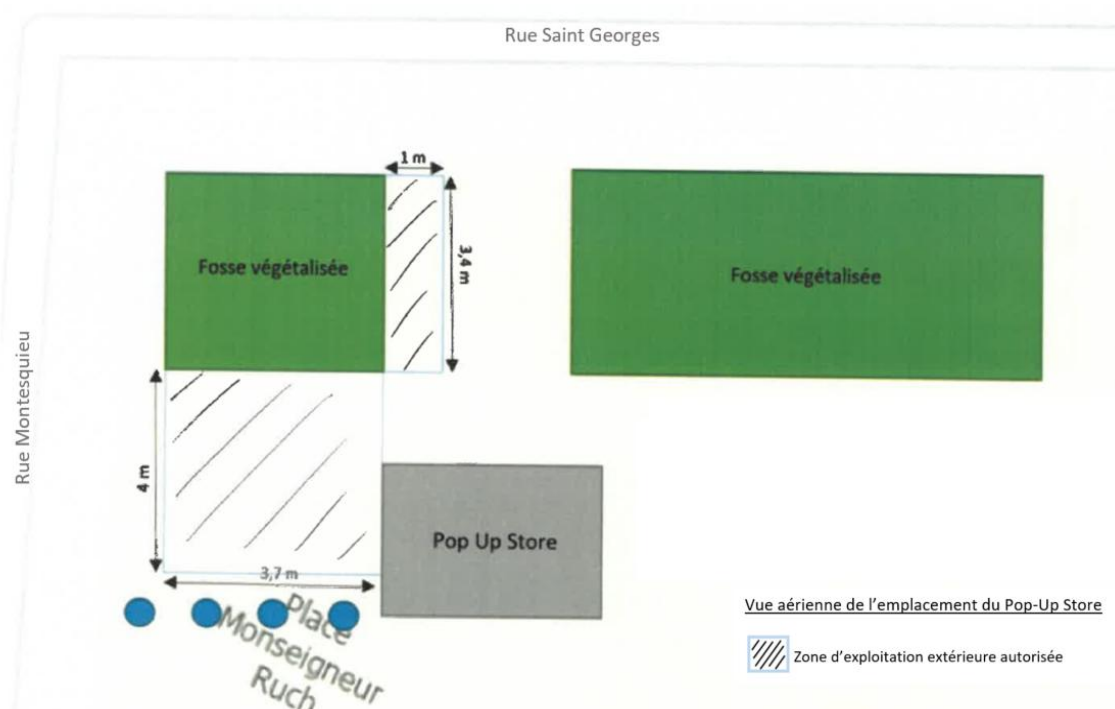 Rue Saint Georges
1 m
Fosse végétalisée
3,4 m
Fosse végétalisée
Rue Montesquieu
4 m
Pop Up Store
3,7 m
Place
Monseigneur
Ruch
Vue aérienne de l'emplacement du Pop-Up Store
Zone d'exploitation extérieure autorisée